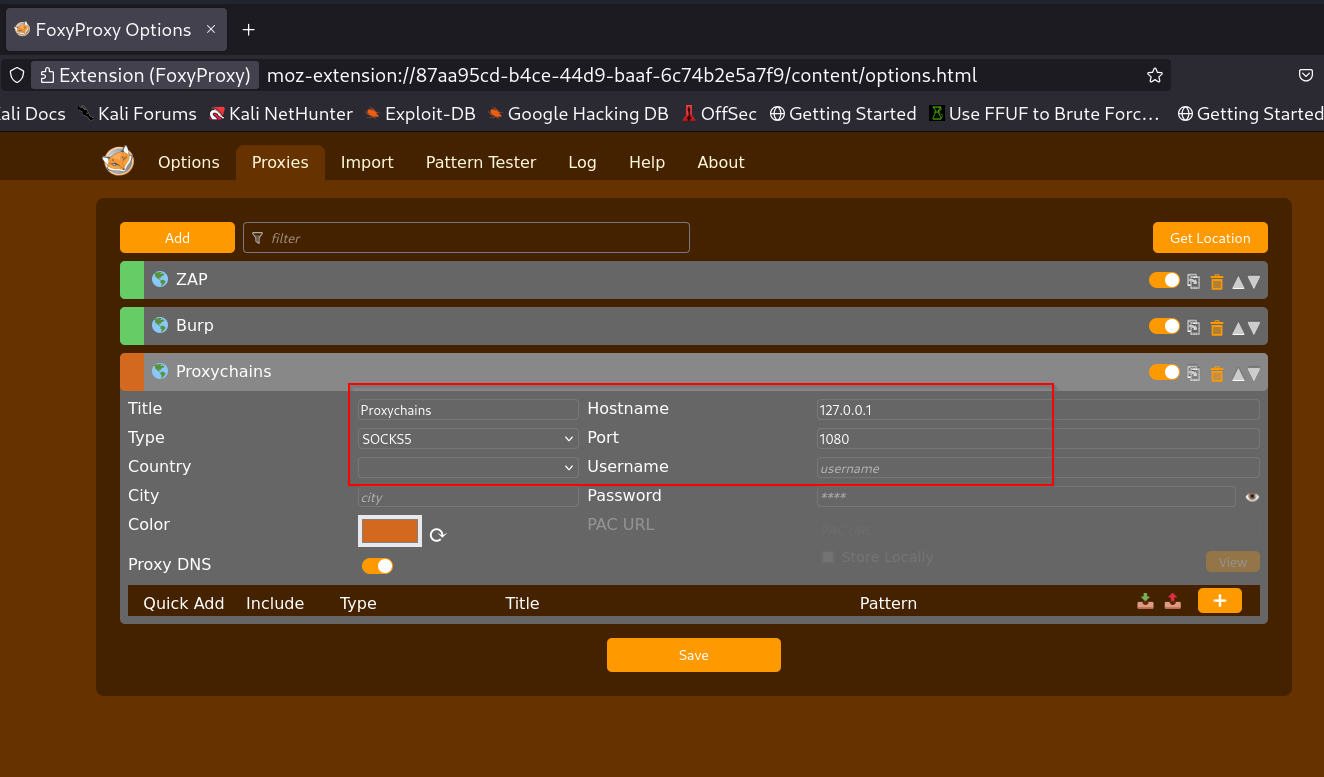 FoxyProxy Options × +
Extension (FoxyProxy) moz-extension://87aa95cd-b4ce-44d9-baaf-6c74b2e5a7f9/content/options.html
ali Docs Kali Forums Kali NetHunter Exploit-DB Google Hacking DB OffSec Getting Started Use FFUF to Brute Forc… Getting Started
Options Proxies Import Pattern Tester Log Help About
Add filter Get Location
ZAP
Burp
Proxychains
Title Proxychains Hostname 127.0.0.1
Type SOCKS5 Port 1080
Country Username username
City city Password ****
Color PAC URL PAC URL
Store Locally View
Proxy DNS
Quick Add Include Type Title Pattern +
Save